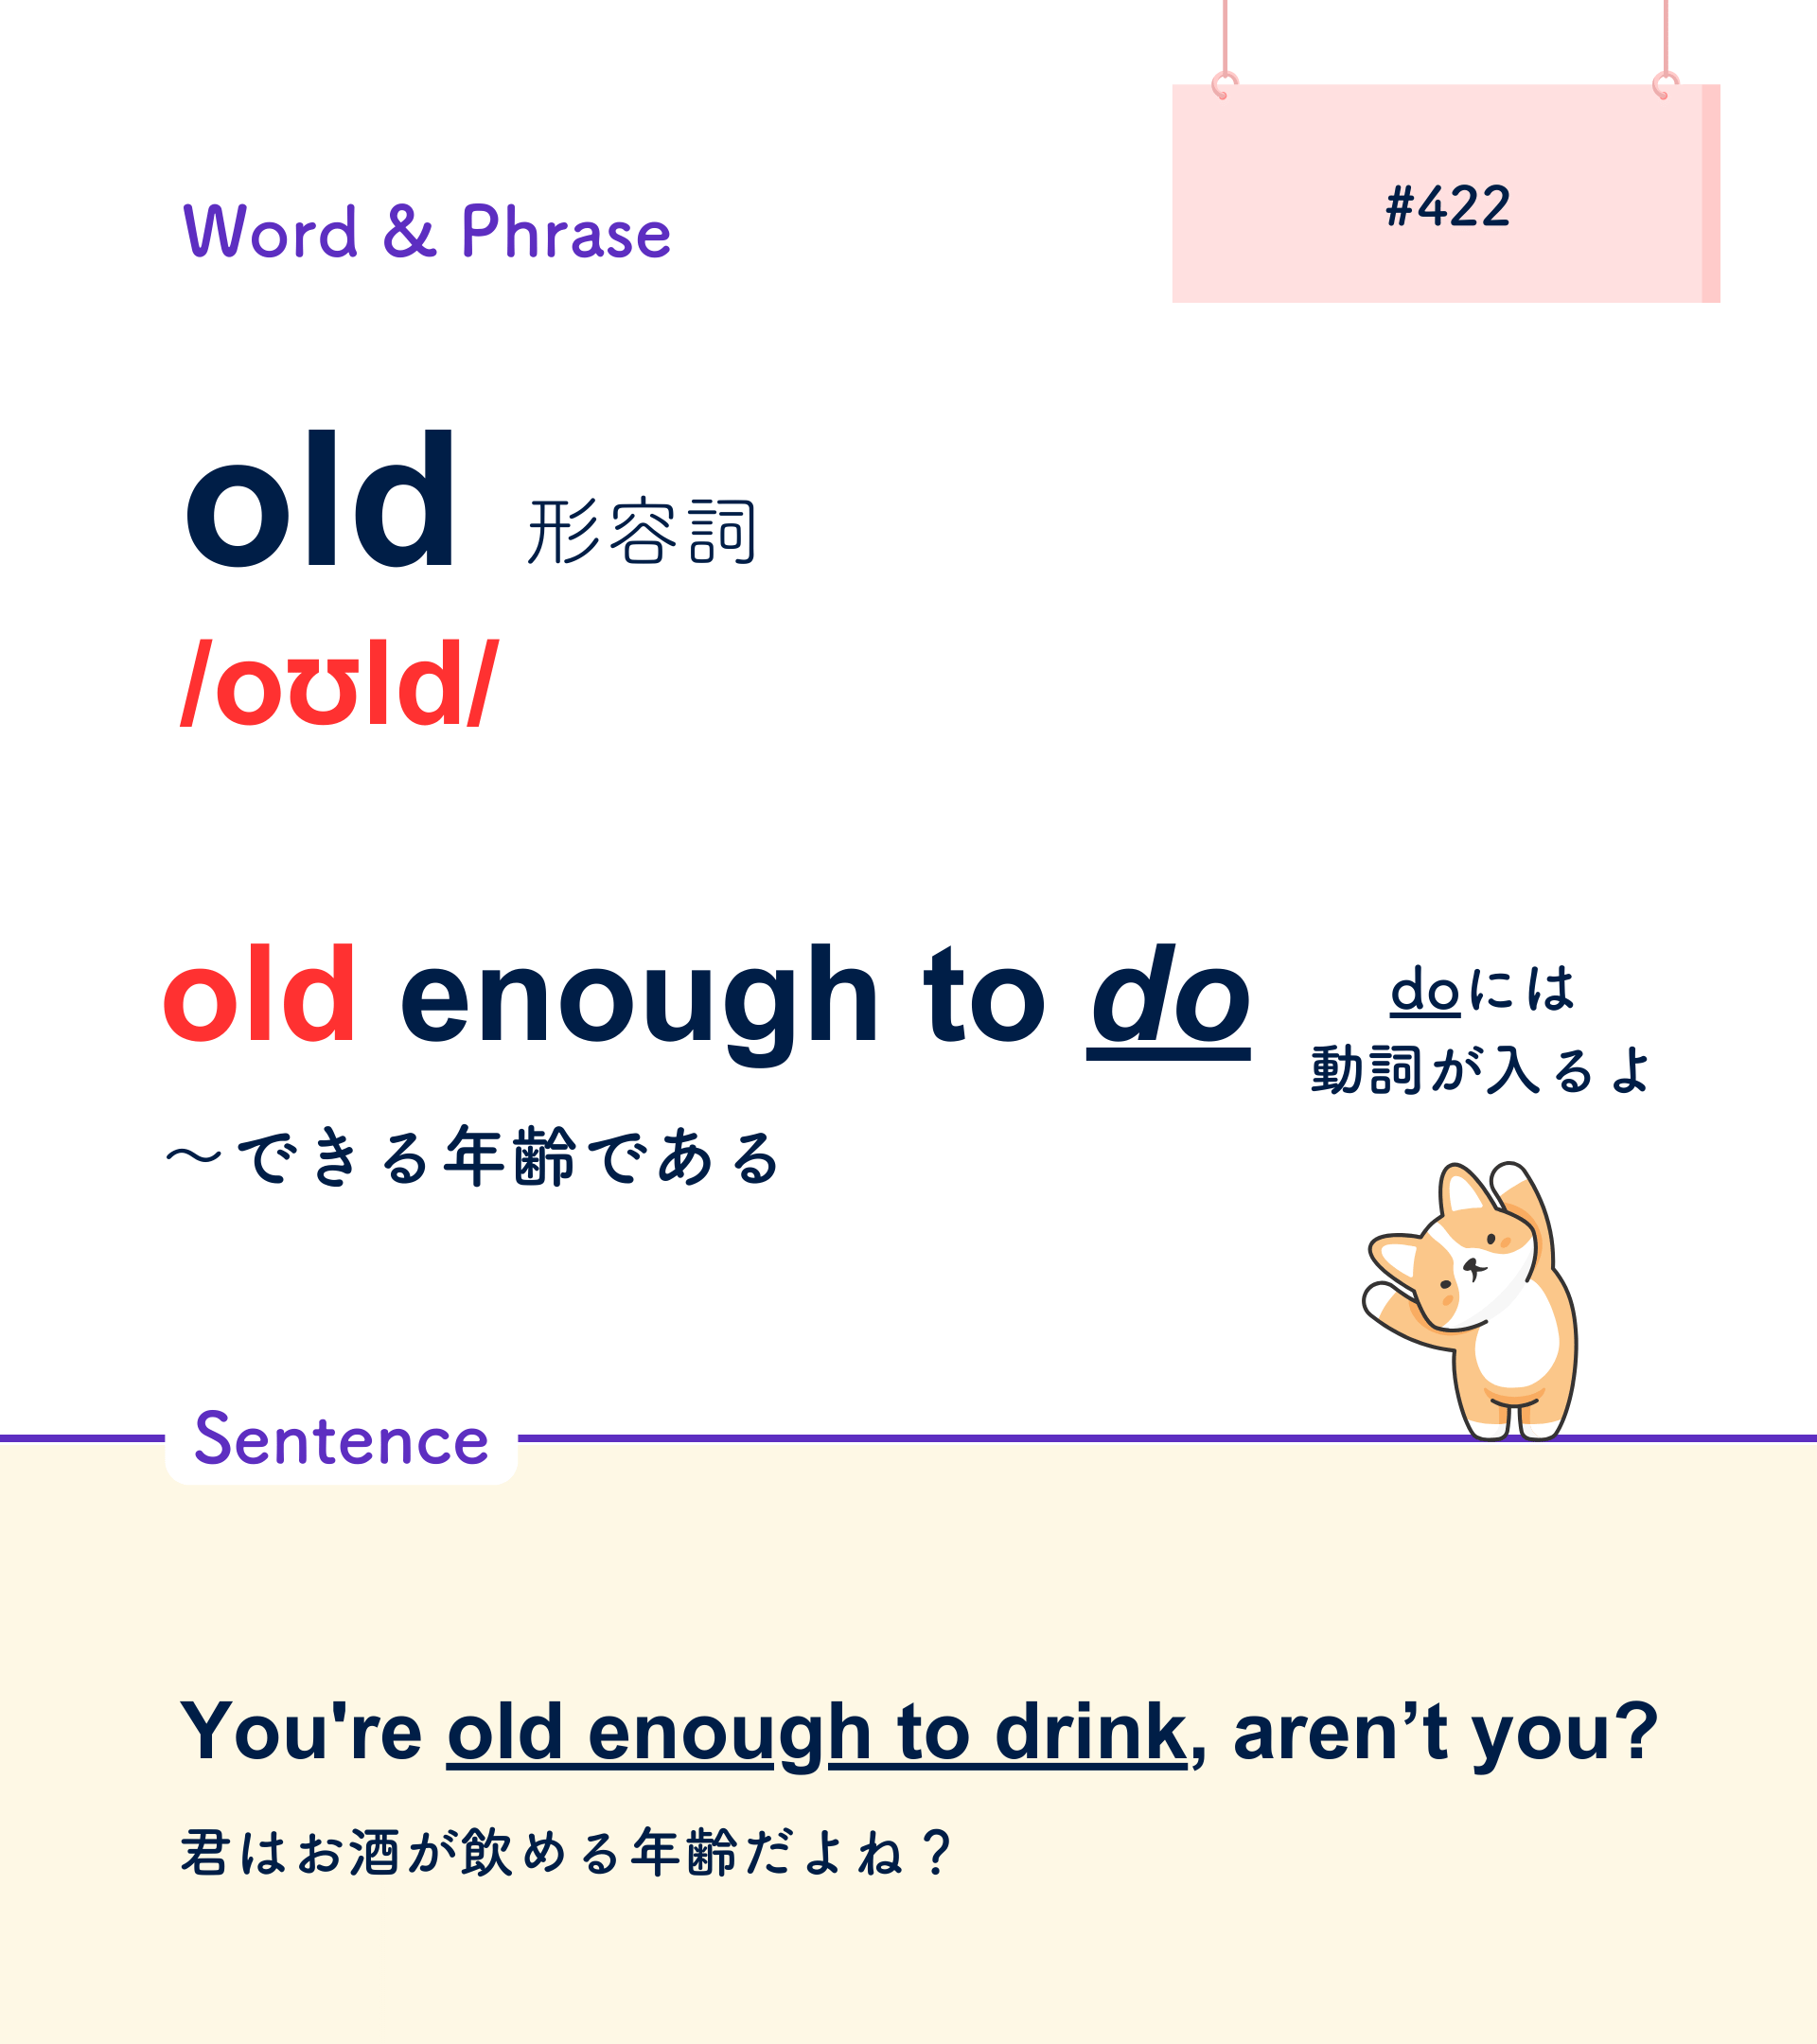 #422
Word & Phrase
old 形容詞
/oʊld/
old enough to do
doには
動詞が入るよ
〜できる年齢である
Sentence
You're old enough to drink, aren’t you?
君はお酒が飲める年齢だよね？